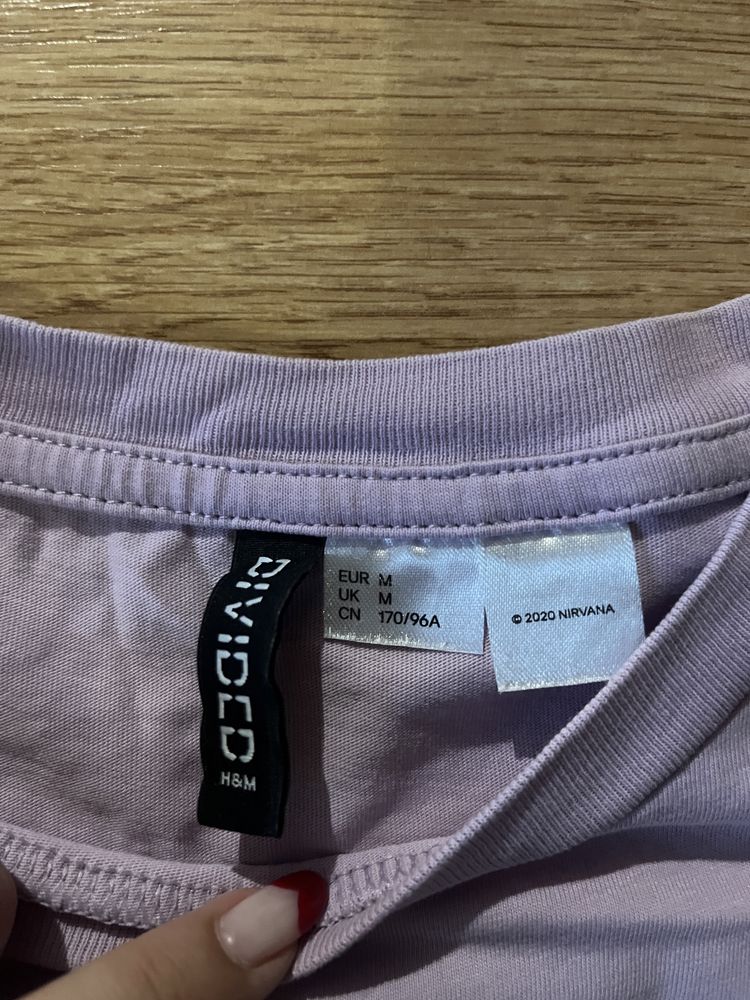 DIVIDED
H&M
EUR M
UK M
CN 170/96A
© 2020 NIRVANA